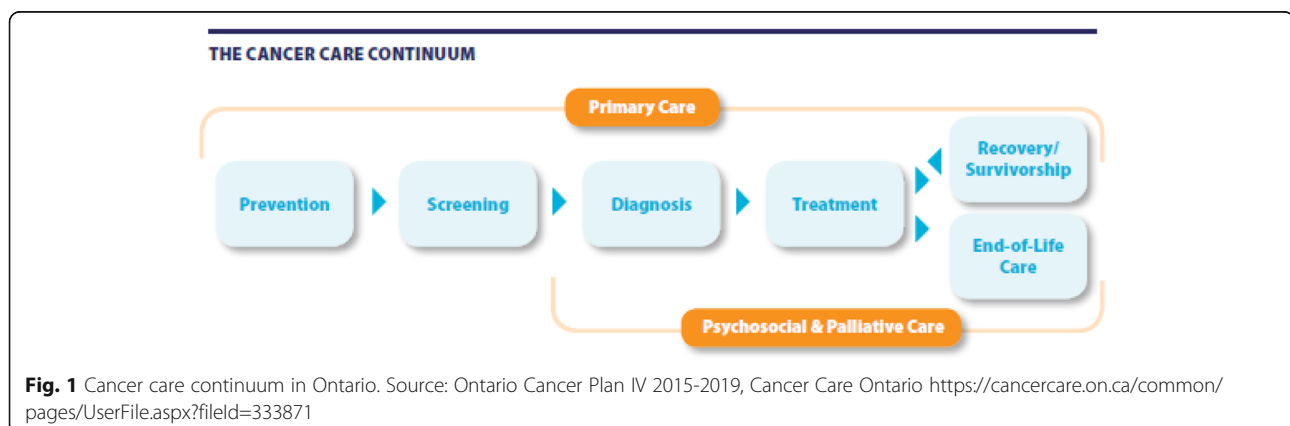 THE CANCER CARE CONTINUUM
Primary Care
Prevention
Screening
Diagnosis
Treatment
Recovery/
Survivorship
End-of-Life
Care
Psychosocial & Palliative Care
Fig. 1 Cancer care continuum in Ontario. Source: Ontario Cancer Plan IV 2015-2019, Cancer Care Ontario https://cancercare.on.ca/common/
pages/UserFile.aspx?fileId=333871